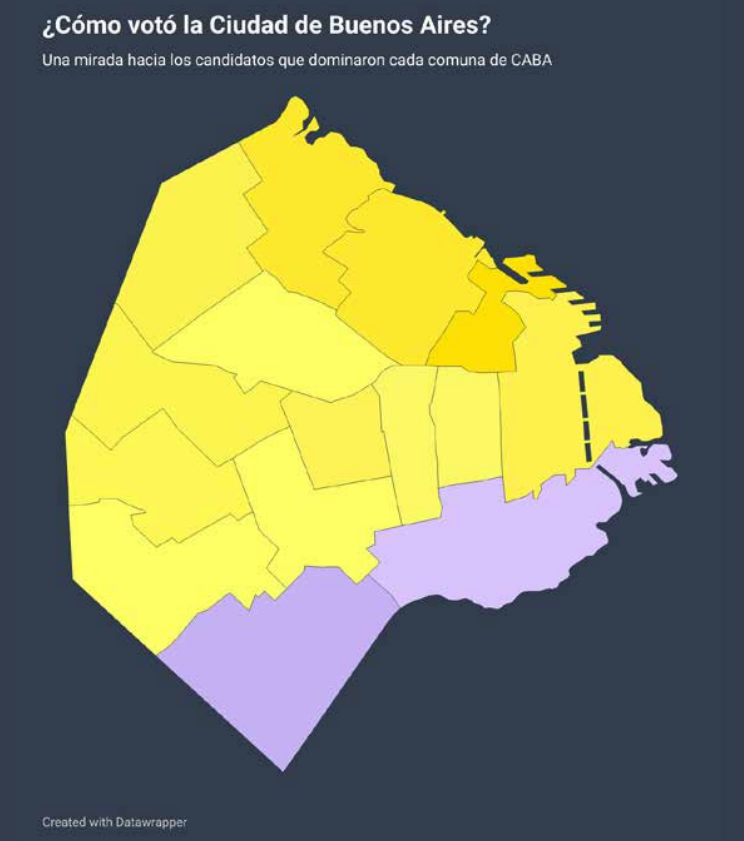 ¿Cómo votó la Ciudad de Buenos Aires?
Una mirada hacia los candidatos que dominaron cada comuna de CABA
Created with Datawrapper